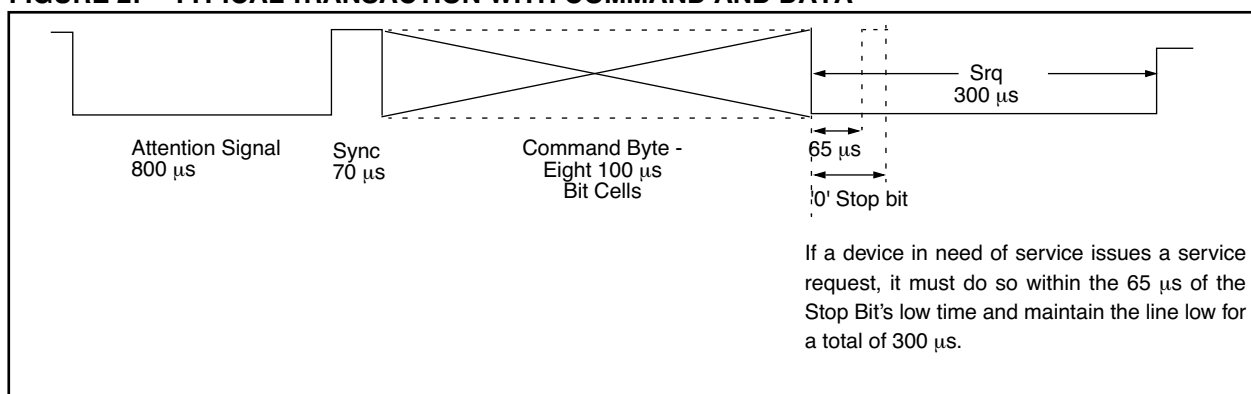 FIGURE 2: TYPICAL TRANSACTION WITH COMMAND AND DATA
Srq
300 μs
Attention Signal
800 μs
Sync
70 μs
Command Byte -
Eight 100 μs
Bit Cells
65 μs
'0' Stop bit
If a device in need of service issues a service
request, it must do so within the 65 μs of the
Stop Bit's low time and maintain the line low for
a total of 300 μs.